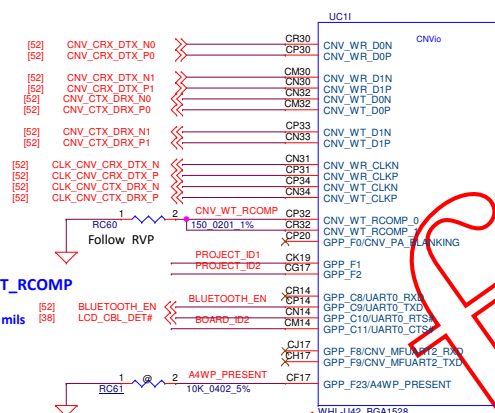 UC1I
CNVio
[52] CNV_CRX_DTX_N0 CR30 CNV_WR_D0N
[52] CNV_CRX_DTX_P0 CP30 CNV_WR_D0P
[52] CNV_CRX_DTX_N1 CM30 CNV_WR_D1N
[52] CNV_CRX_DTX_P1 CN30 CNV_WR_D1P
[52] CNV_CTX_DRX_N0 CN32 CNV_WT_D0N
[52] CNV_CTX_DRX_P0 CM32 CNV_WT_D0P
[52] CNV_CTX_DRX_N1 CP33 CNV_WT_D1N
[52] CNV_CTX_DRX_P1 CN33 CNV_WT_D1P
[52] CLK_CNV_CRX_DTX_N CN31 CNV_WR_CLKN
[52] CLK_CNV_CRX_DTX_P CP31 CNV_WR_CLKP
[52] CLK_CNV_CTX_DRX_N CP34 CNV_WT_CLKN
[52] CLK_CNV_CTX_DRX_P CN34 CNV_WT_CLKP
1 2 CNV_WT_RCOMP CP32 CNV_WT_RCOMP_0
RC60 150_0201_1% CR32 CNV_WT_RCOMP_1
Follow RVP CP20 GPP_F0/CNV_PA_BLANKING
PROJECT_ID1 CK19 GPP_F1
PROJECT_ID2 CG17 GPP_F2
T_RCOMP
CR14 GPP_C8/UART0_RXD
[52] BLUETOOTH_EN BLUETOOTH_EN CP14 GPP_C9/UART0_TXD
mils [38] LCD_CBL_DET# CN14 GPP_C10/UART0_RTS#
BOARD_ID2 CM14 GPP_C11/UART0_CTS#
CJ17 GPP_F8/CNV_MFUART2_RXD
CH17 GPP_F9/CNV_MFUART2_TXD
1 @ 2 A4WP_PRESENT CF17 GPP_F23/A4WP_PRESENT
RC61 10K_0402_5%
WHL-U42_BGA1528